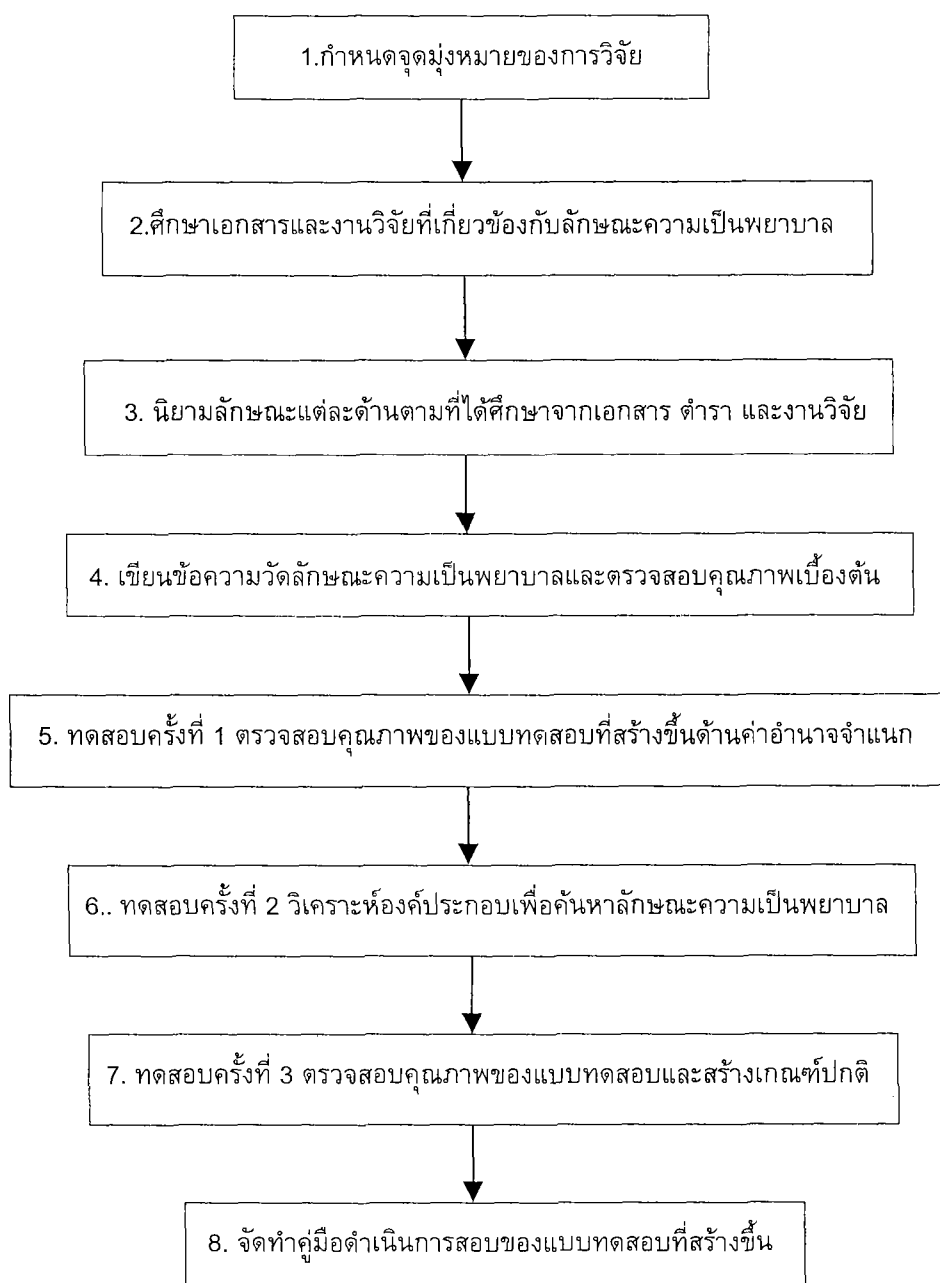 1.กำหนดจุดมุ่งหมายของการวิจัย
2.ศึกษาเอกสารและงานวิจัยที่เกี่ยวข้องกับลักษณะความเป็นพยาบาล
3. นิยามลักษณะแต่ละด้านตามที่ได้ศึกษาจากเอกสาร ตำรา และงานวิจัย
4. เขียนข้อความวัดลักษณะความเป็นพยาบาลและตรวจสอบคุณภาพเบื้องต้น
5. ทดสอบครั้งที่ 1 ตรวจสอบคุณภาพของแบบทดสอบที่สร้างขึ้นด้านค่าอำนาจจำแนก
6.. ทดสอบครั้งที่ 2 วิเคราะห์องค์ประกอบเพื่อค้นหาลักษณะความเป็นพยาบาล
7. ทดสอบครั้งที่ 3 ตรวจสอบคุณภาพของแบบทดสอบและสร้างเกณฑ์ปกติ
8. จัดทำคู่มือดำเนินการสอบของแบบทดสอบที่สร้างขึ้น